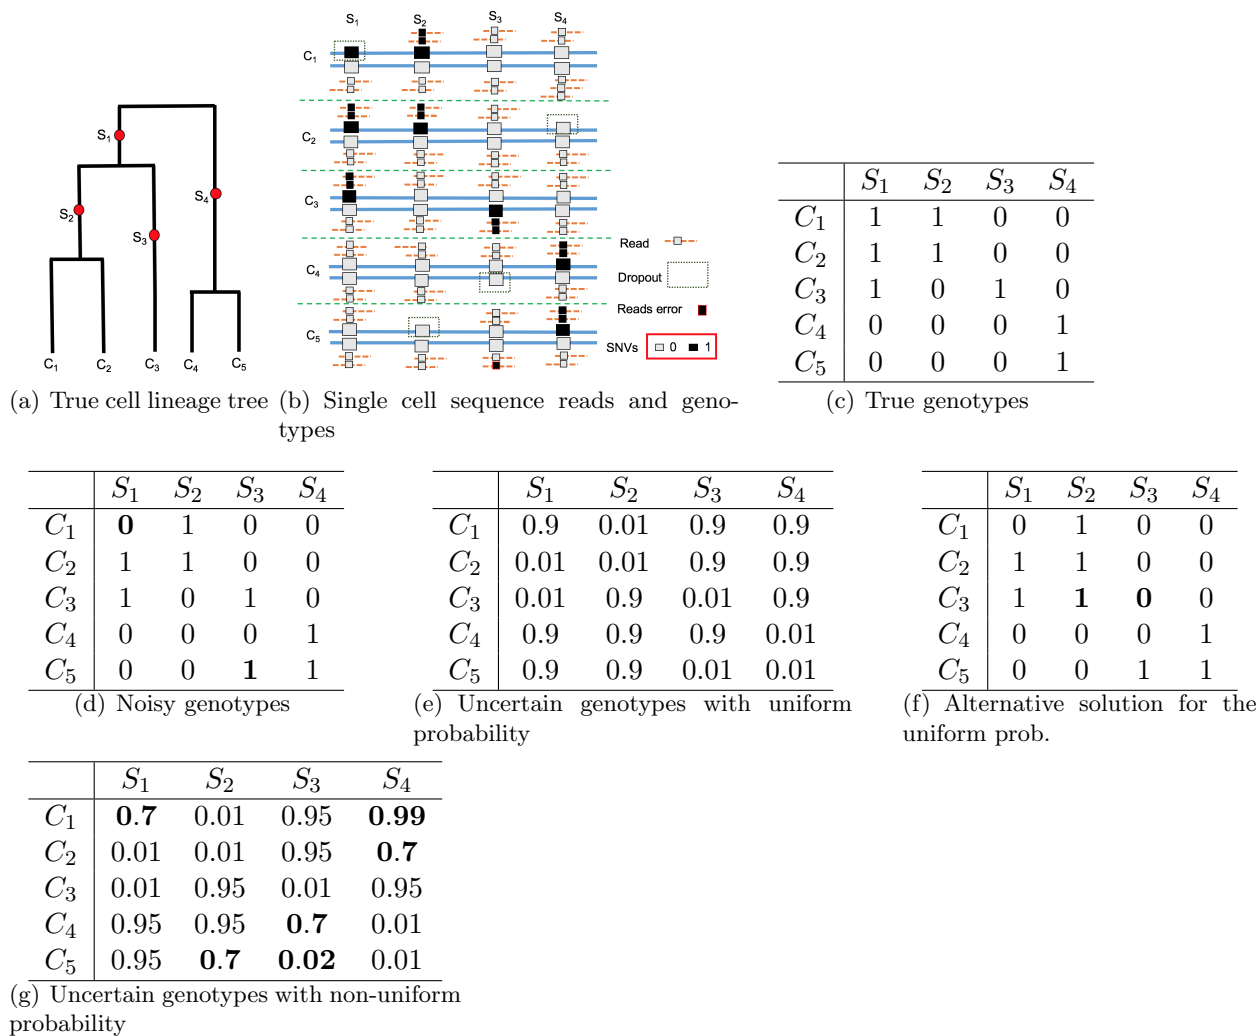 S1 S2 S3 S4
C1
C2
C3
C4
C5
Read
Dropout
Reads error
SNVs 0 1
S1
S4
S2
S3
C1 C2 C3 C4 C5
(a) True cell lineage tree
(b) Single cell sequence reads and geno-
types
S1 S2 S3 S4
C1 1 1 0 0
C2 1 1 0 0
C3 1 0 1 0
C4 0 0 0 1
C5 0 0 0 1
(c) True genotypes
S1 S2 S3 S4
C1 0 1 0 0
C2 1 1 0 0
C3 1 0 1 0
C4 0 0 0 1
C5 0 0 1 1
(d) Noisy genotypes
S1 S2 S3 S4
C1 0.9 0.01 0.9 0.9
C2 0.01 0.01 0.9 0.9
C3 0.01 0.9 0.01 0.9
C4 0.9 0.9 0.9 0.01
C5 0.9 0.9 0.01 0.01
(e) Uncertain genotypes with uniform
probability
S1 S2 S3 S4
C1 0 1 0 0
C2 1 1 0 0
C3 1 1 0 0
C4 0 0 0 1
C5 0 0 1 1
(f) Alternative solution for the
uniform prob.
S1 S2 S3 S4
C1 0.7 0.01 0.95 0.99
C2 0.01 0.01 0.95 0.7
C3 0.01 0.95 0.01 0.95
C4 0.95 0.95 0.7 0.01
C5 0.95 0.7 0.02 0.01
(g) Uncertain genotypes with non-uniform
probability